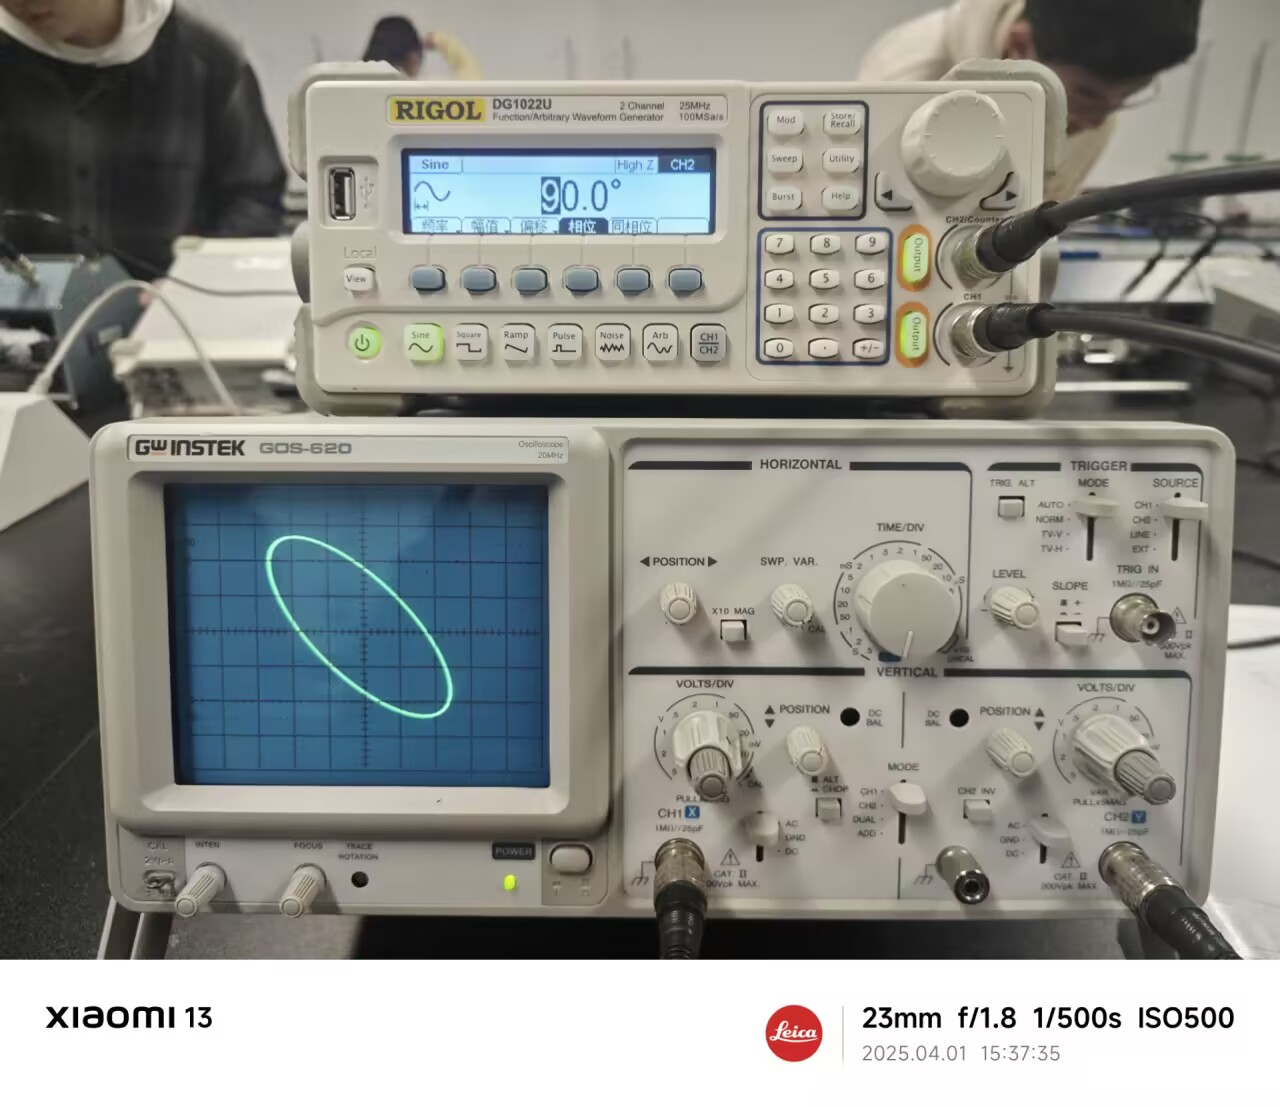 RIGOL DG1022U 2 Channel 25MHz
Function/Arbitrary Waveform Generator 100MSa/s
Sine High Z CH2
90.0°
频率 幅值 偏移 相位 同相位
Local
View
Mod Store/Recall
Sweep Utility
Burst Help
CH2/Counter
7 8 9
4 5 6
1 2 3
0 . +/-
Output
CH1
Output
Sine Square Ramp Pulse Noise Arb CH1
CH2
GWINSTEK GOS-620 Oscilloscope
20MHz
HORIZONTAL
TIME/DIV
◀POSITION▶ SWP. VAR.
X10 MAG
CAL
TRIGGER
TRIG. ALT MODE SOURCE
AUTO CH1
NORM CH2
TV-V LINE
TV-H EXT
TRIG IN
LEVEL 1MΩ//25pF
SLOPE
MAX.
VERTICAL
VOLTS/DIV
▲▼ POSITION
DC
BAL
DC
BAL
POSITION ▲▼
VOLTS/DIV
MODE
ALT
CHOP
CH1
CH2
DUAL
ADD
CH2 INV
CH1 X
1MΩ//25pF
AC
GND
DC
CAT. II
AC
GND
DC
CAT. II
300Vpk MAX.
PULLx5MAG
CH2 Y
1MΩ//25pF
CAL
INTEN FOCUS TRACE
ROTATION
POWER
xiaomi 13
Leica
23mm f/1.8 1/500s ISO500
2025.04.01 15:37:35